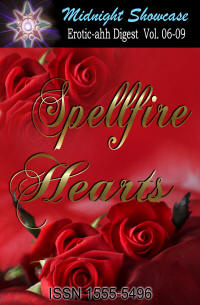 Midnight Showcase
Erotic-ahh Digest Vol. 06-09
Spellfire
Hearts
ISSN 1555-5496